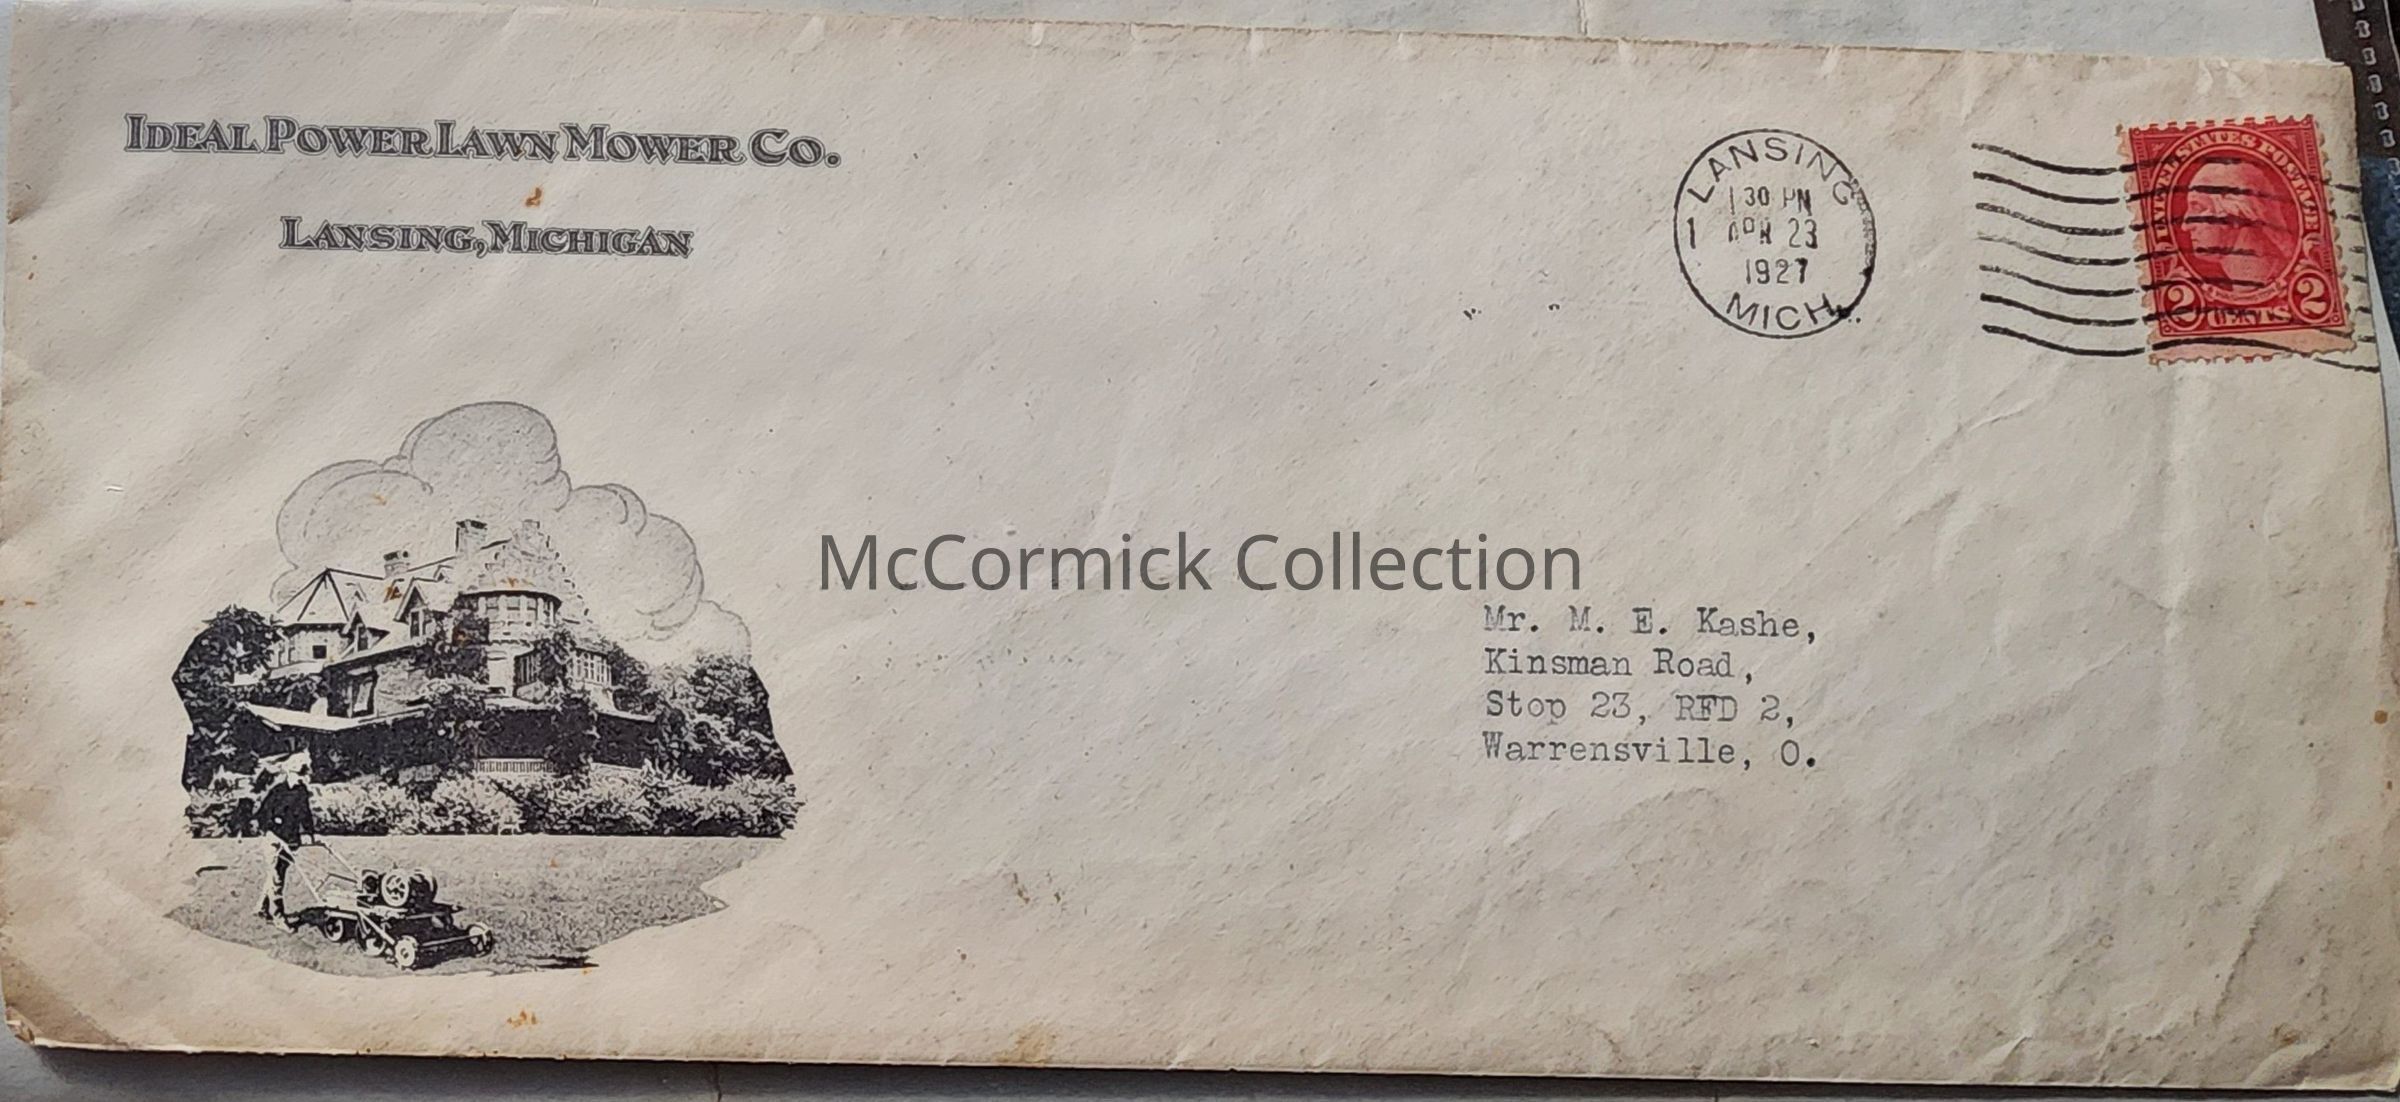 IDEAL POWER LAWN MOWER CO.
LANSING, MICHIGAN
LANSING
1 30 PM
1 APR 23
1927
MICH.
UNITED STATES POSTAGE
2 CENTS 2
McCormick Collection
Mr. M. E. Kashe,
Kinsman Road,
Stop 23, RFD 2,
Warrensville, O.